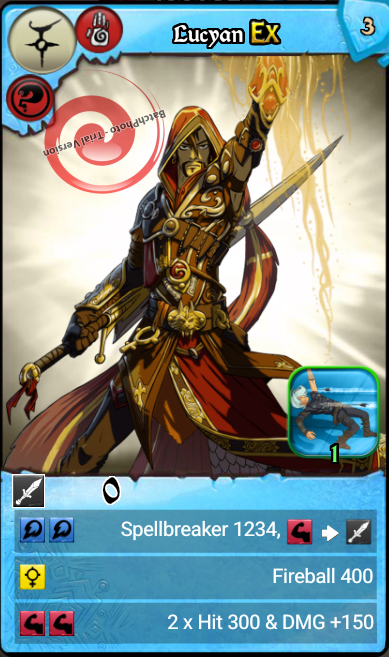 Lucyan Ex
3
BatchPhoto - Trial Version
1
0
Spellbreaker 1234,
Fireball 400
2 x Hit 300 & DMG +150